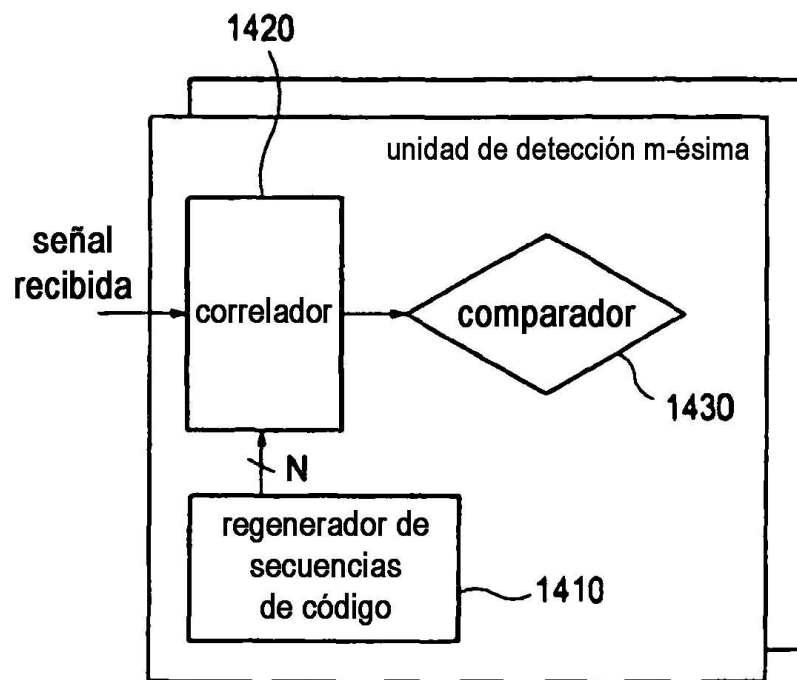 1420
unidad de detección m-ésima
señal
recibida
correlador
comparador
1430
N
regenerador de
secuencias
de código
1410